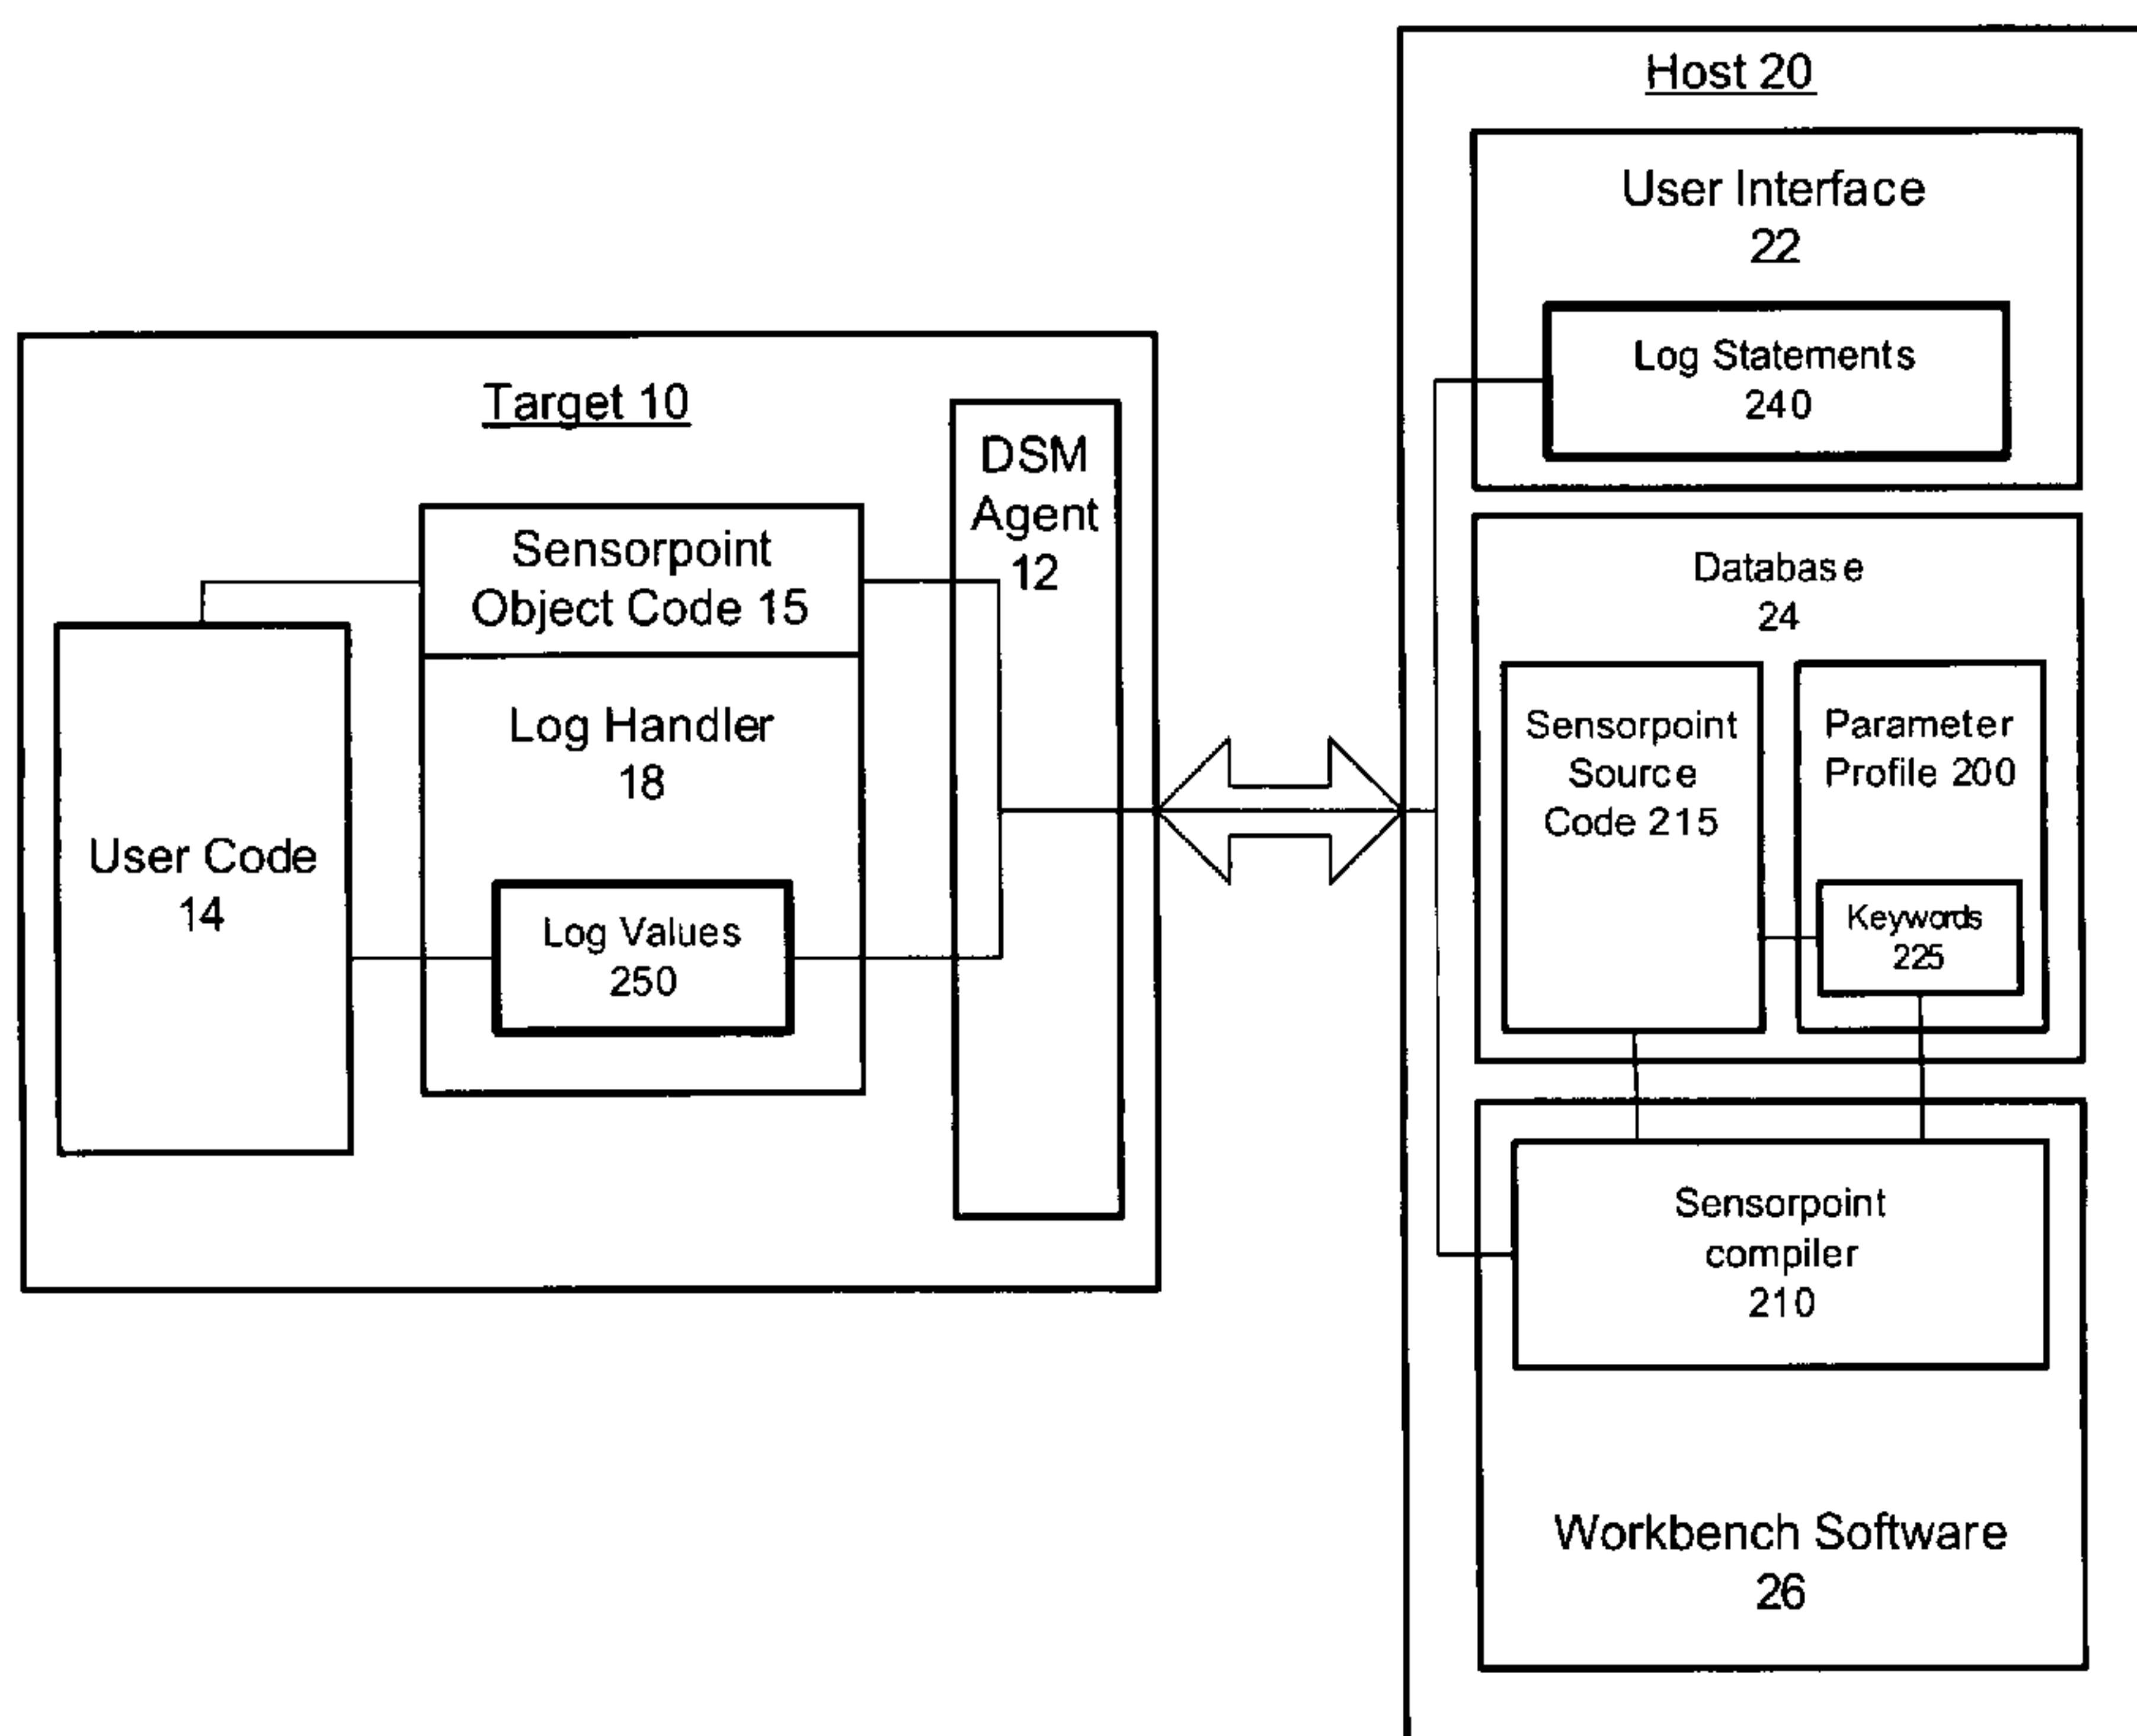 Target 10
DSM
Agent
12
Sensorpoint
Object Code 15
Log Handler
18
User Code
14
Log Values
250
Host 20
User Interface
22
Log Statements
240
Database
24
Sensorpoint
Source
Code 215
Parameter
Profile 200
Keywords
225
Sensorpoint
compiler
210
Workbench Software
26